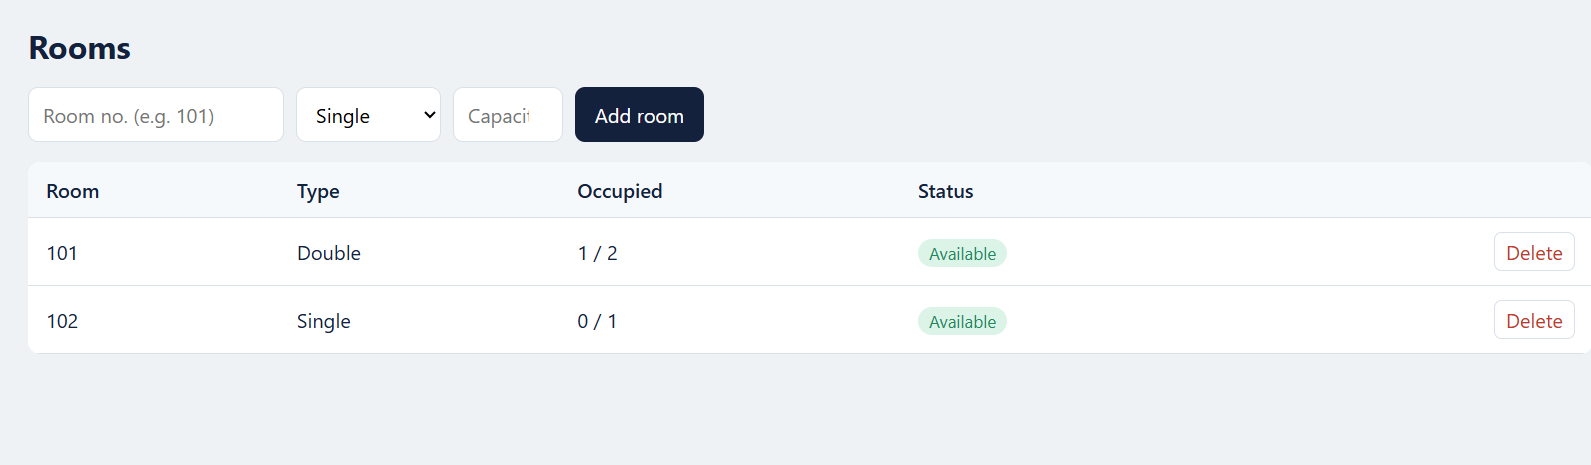 Rooms
Room no. (e.g. 101) Single Capaci Add room
Room Type Occupied Status
101 Double 1 / 2 Available Delete
102 Single 0 / 1 Available Delete